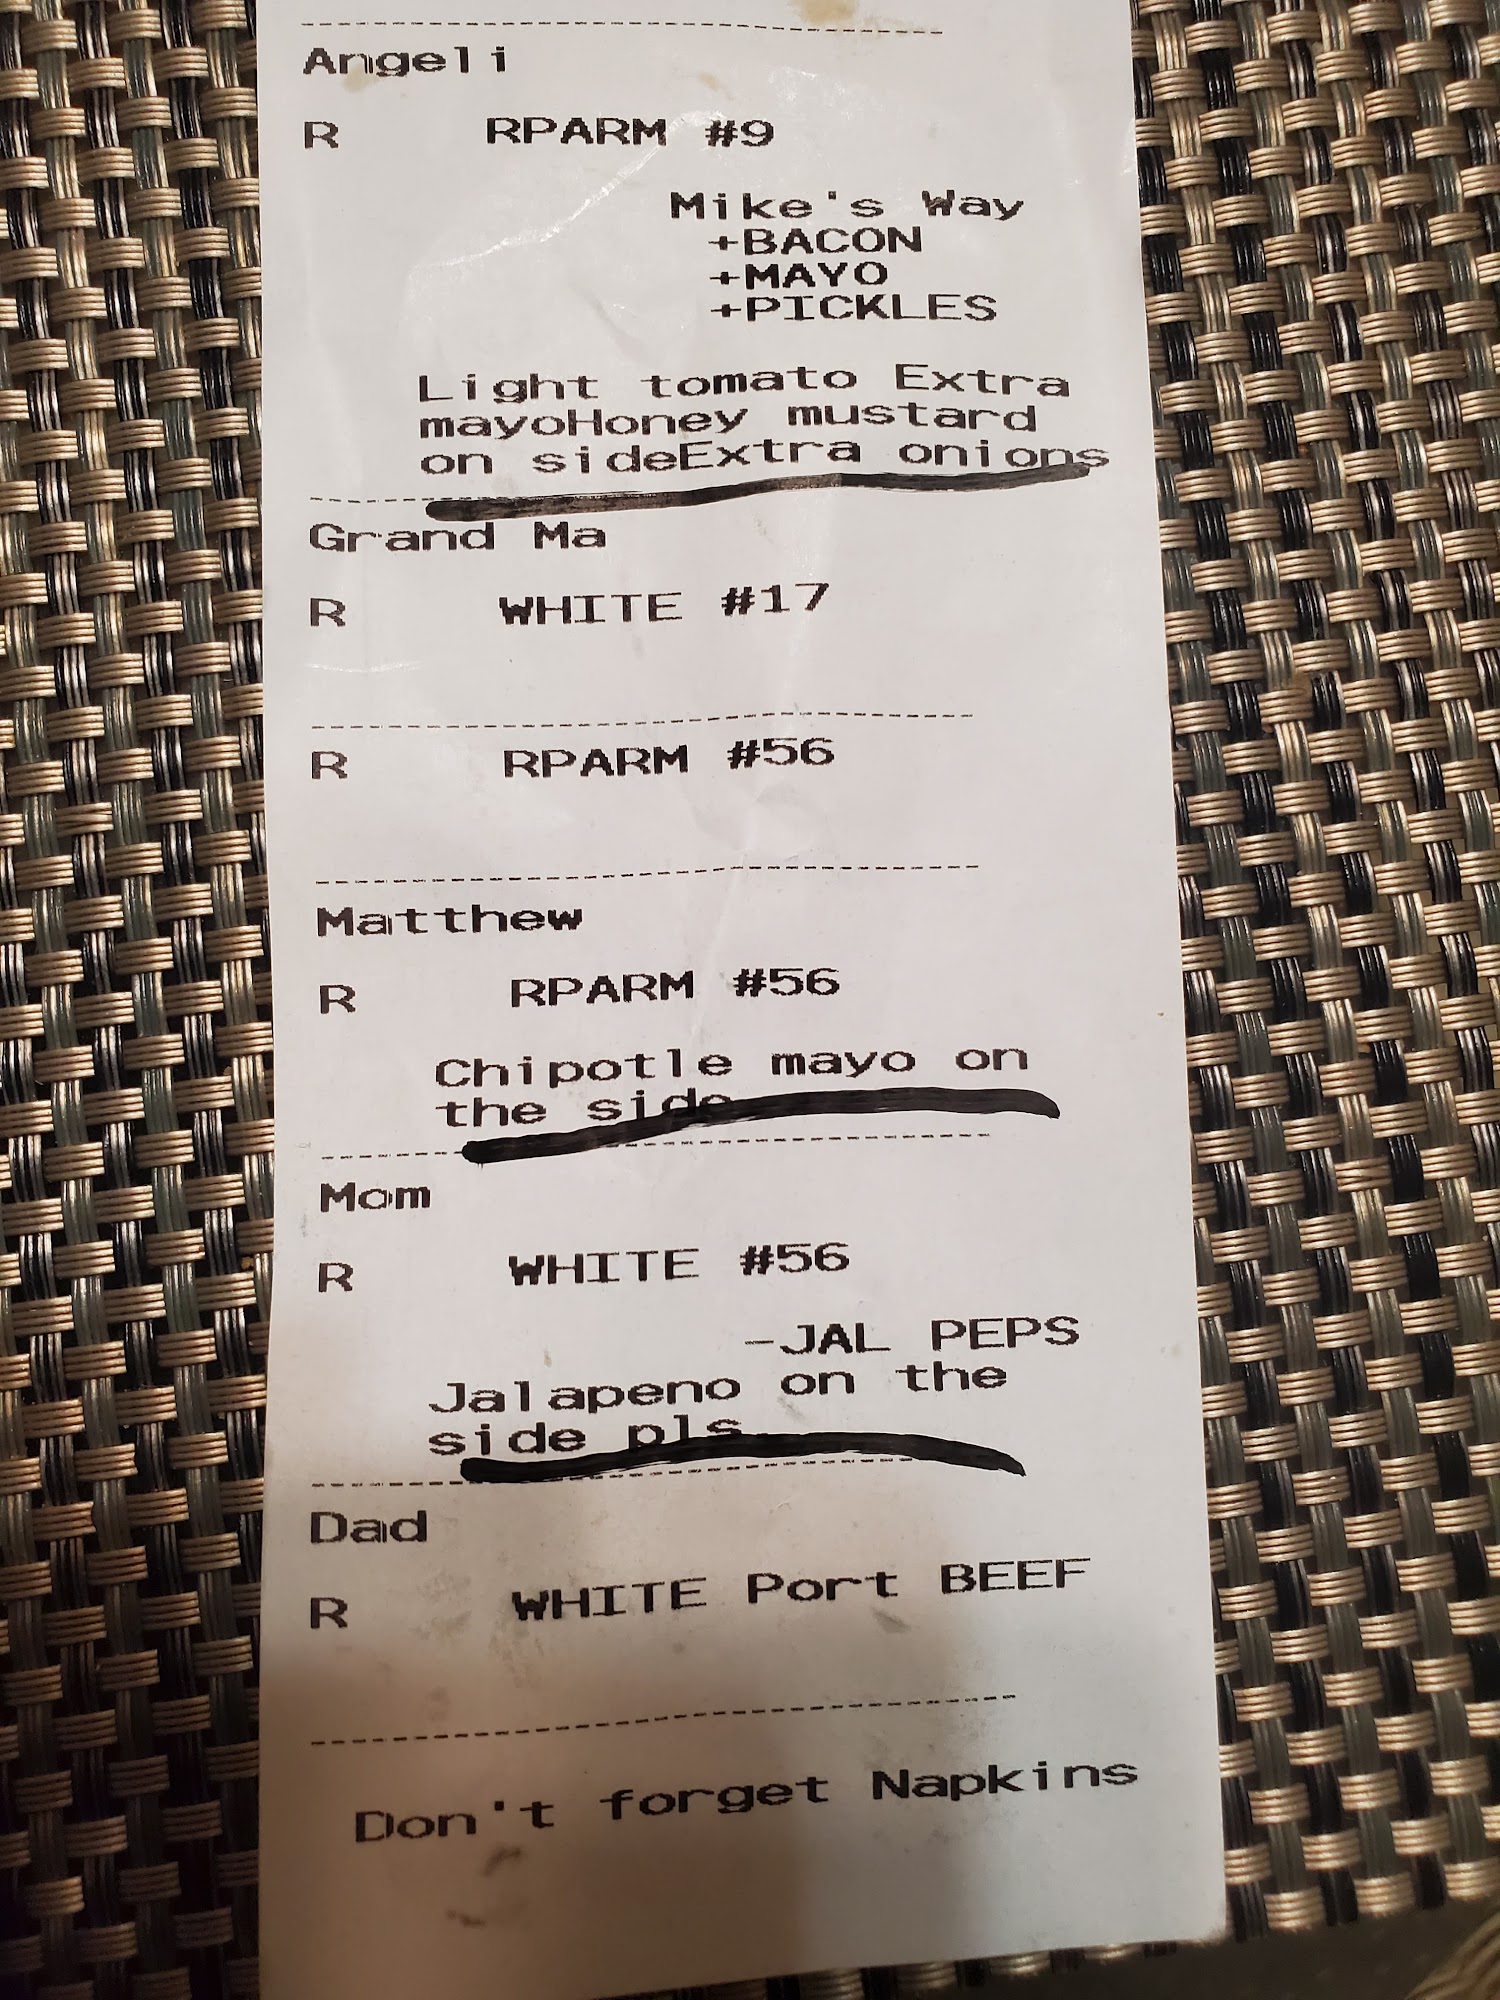 Angeli
R RPARM #9
Mike's Way
+BACON
+MAYO
+PICKLES
Light tomato Extra
mayoHoney mustard
on sideExtra onions
Grand Ma
R WHITE #17
R RPARM #56
Matthew
R RPARM #56
Chipotle mayo on
the side
Mom
R WHITE #56
-JAL PEPS
Jalapeno on the
side pls
Dad
R WHITE Port BEEF
Don't forget Napkins